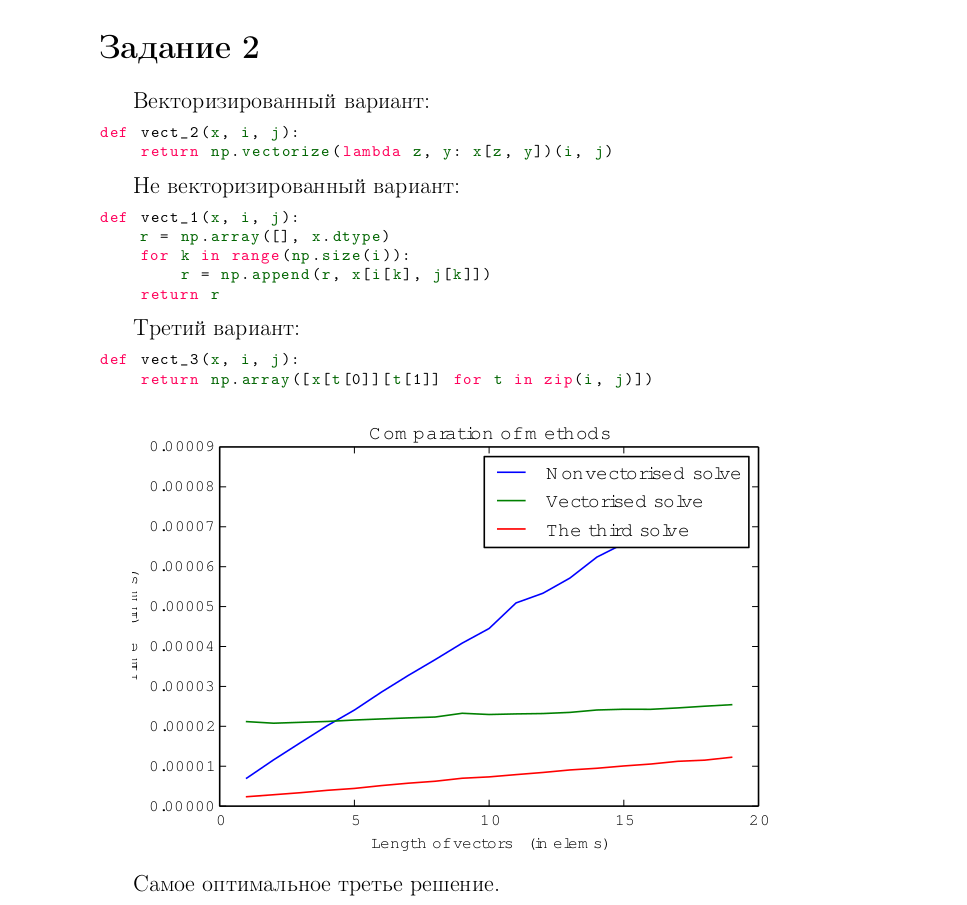 Задание 2
Векторизированный вариант:
def vect_2(x, i, j):
    return np.vectorize(lambda z, y: x[z, y])(i, j)
Не векторизированный вариант:
def vect_1(x, i, j):
    r = np.array([], x.dtype)
    for k in range(np.size(i)):
        r = np.append(r, x[i[k], j[k]])
    return r
Третий вариант:
def vect_3(x, i, j):
    return np.array([x[t[0]][t[1]] for t in zip(i, j)])
Comparation of methods
0.00009
0.00008
0.00007
0.00006
0.00005
0.00004
0.00003
0.00002
0.00001
0.00000
Nonvectorised solve
Vectorised solve
The third solve
Time (in ms)
0 5 10 15 20
Length of vectors (in elems)
Самое оптимальное третье решение.